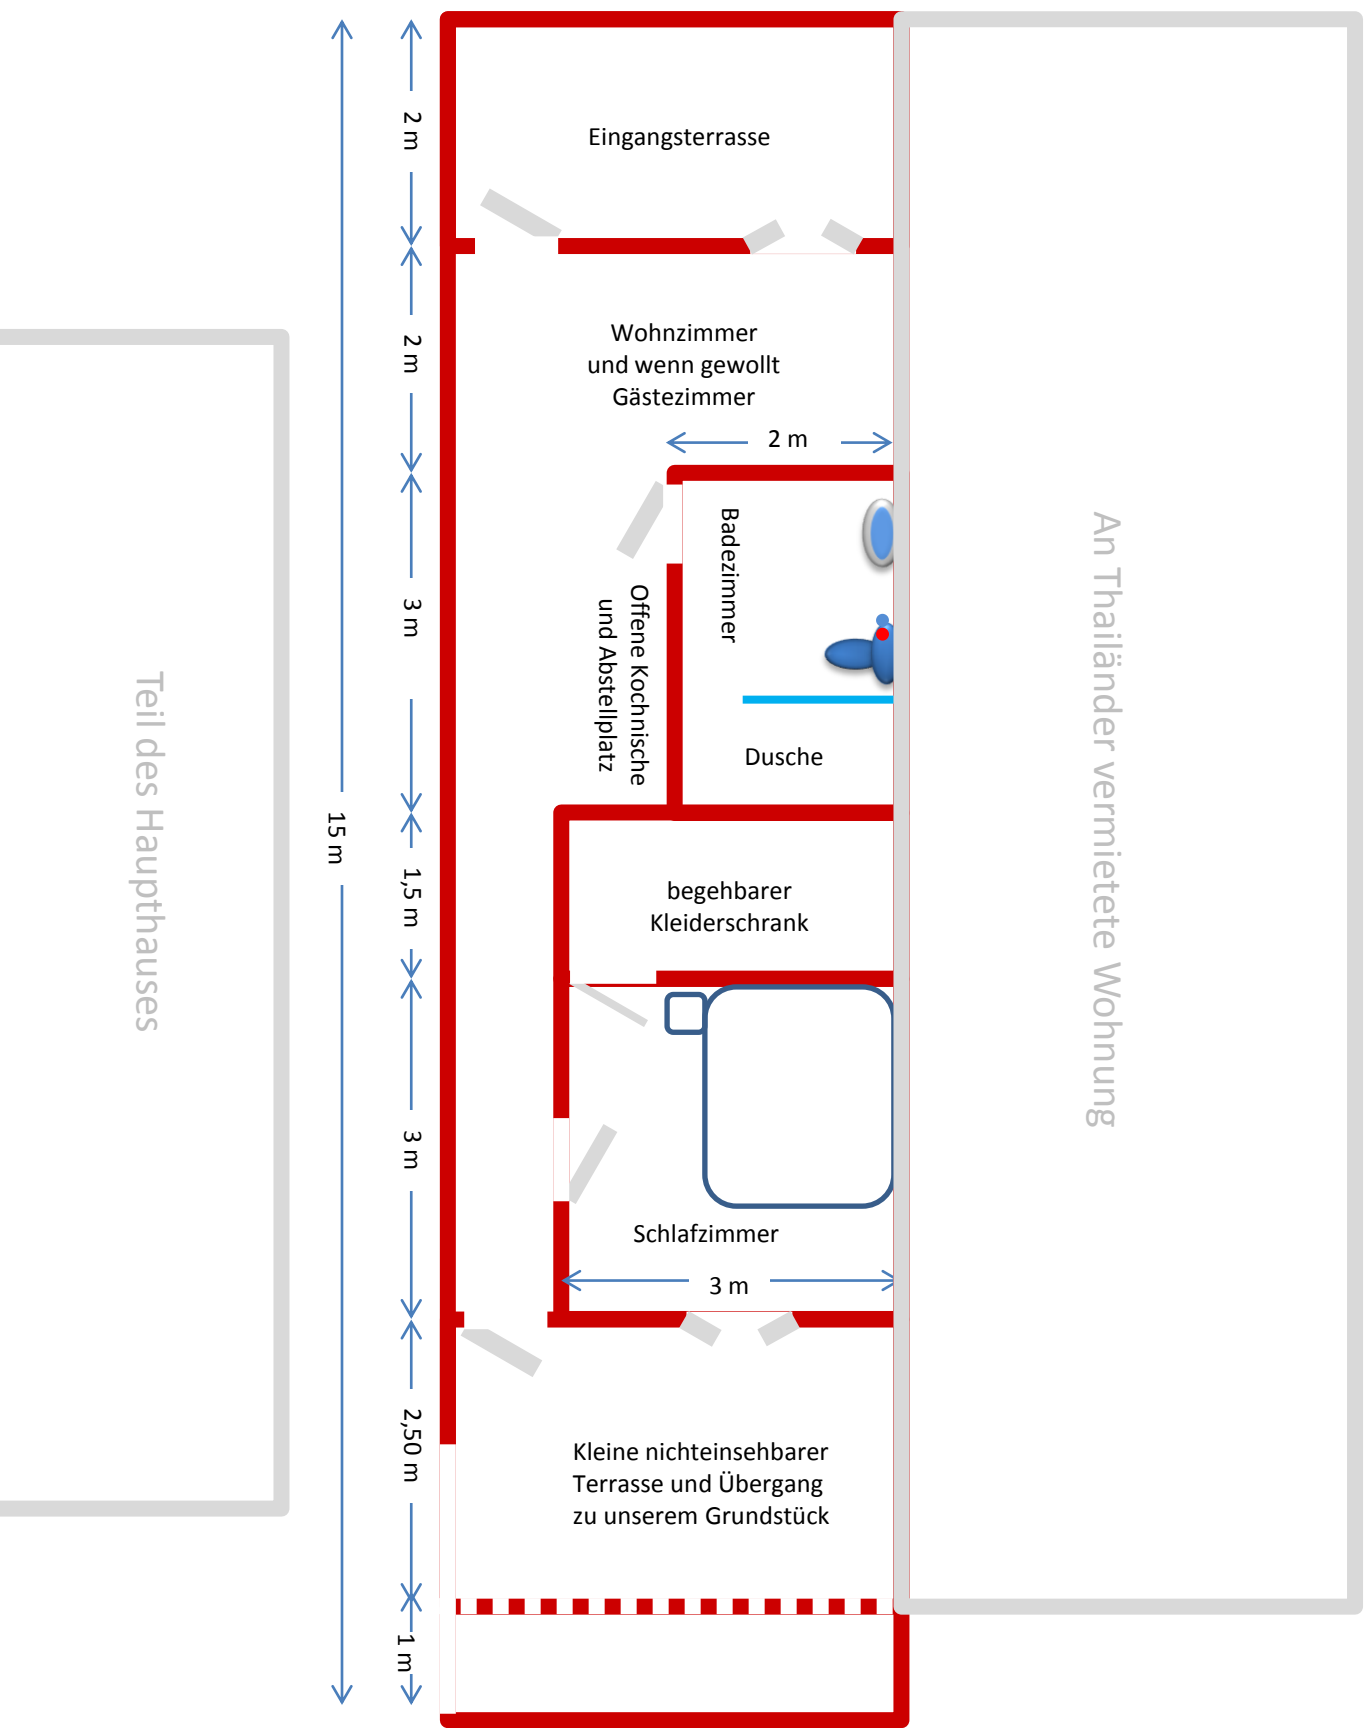 2 m
Eingangsterrasse
2 m
Wohnzimmer
und wenn gewollt
Gästezimmer
2 m
3 m
Badezimmer
Offene Kochnische
und Abstellplatz
Dusche
15 m
1,5 m
begehbarer
Kleiderschrank
3 m
Schlafzimmer
3 m
2,50 m
Kleine nichteinsehbarer
Terrasse und Übergang
zu unserem Grundstück
1 m
Teil des Haupthauses
An Thailänder vermietete Wohnung